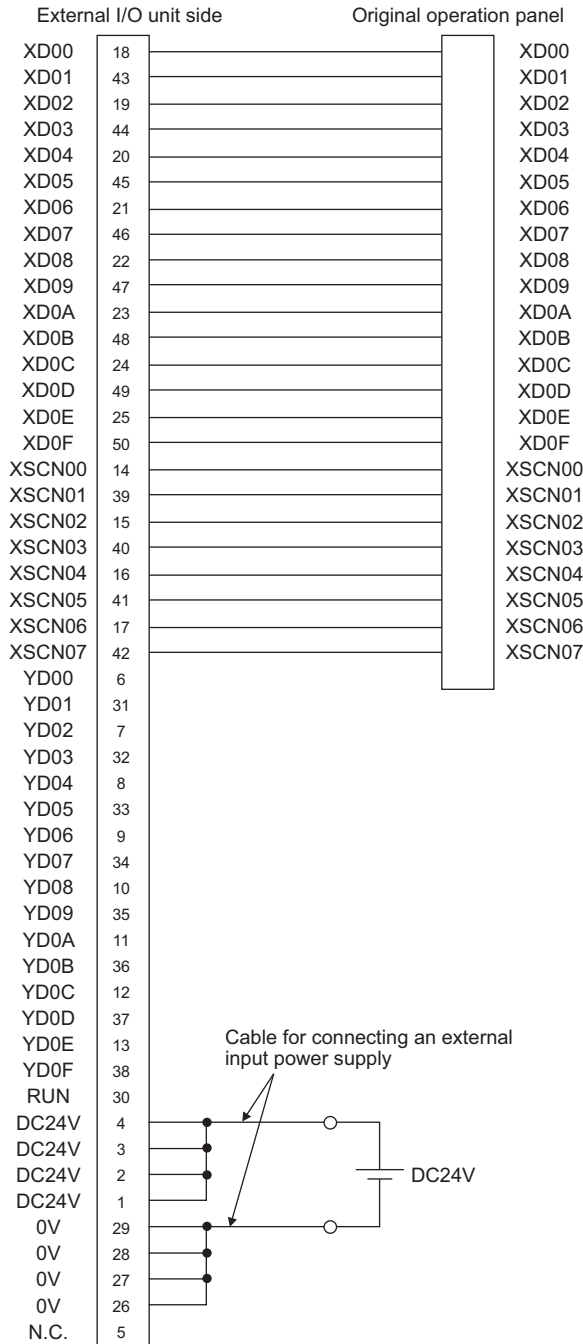 External I/O unit side Original operation panel
XD00 18 XD00
XD01 43 XD01
XD02 19 XD02
XD03 44 XD03
XD04 20 XD04
XD05 45 XD05
XD06 21 XD06
XD07 46 XD07
XD08 22 XD08
XD09 47 XD09
XD0A 23 XD0A
XD0B 48 XD0B
XD0C 24 XD0C
XD0D 49 XD0D
XD0E 25 XD0E
XD0F 50 XD0F
XSCN00 14 XSCN00
XSCN01 39 XSCN01
XSCN02 15 XSCN02
XSCN03 40 XSCN03
XSCN04 16 XSCN04
XSCN05 41 XSCN05
XSCN06 17 XSCN06
XSCN07 42 XSCN07
YD00 6
YD01 31
YD02 7
YD03 32
YD04 8
YD05 33
YD06 9
YD07 34
YD08 10
YD09 35
YD0A 11
YD0B 36
YD0C 12
YD0D 37
YD0E 13
YD0F 38
Cable for connecting an external
input power supply
RUN 30
DC24V 4
DC24V 3
DC24V 2 DC24V
DC24V 1
0V 29
0V 28
0V 27
0V 26
N.C. 5